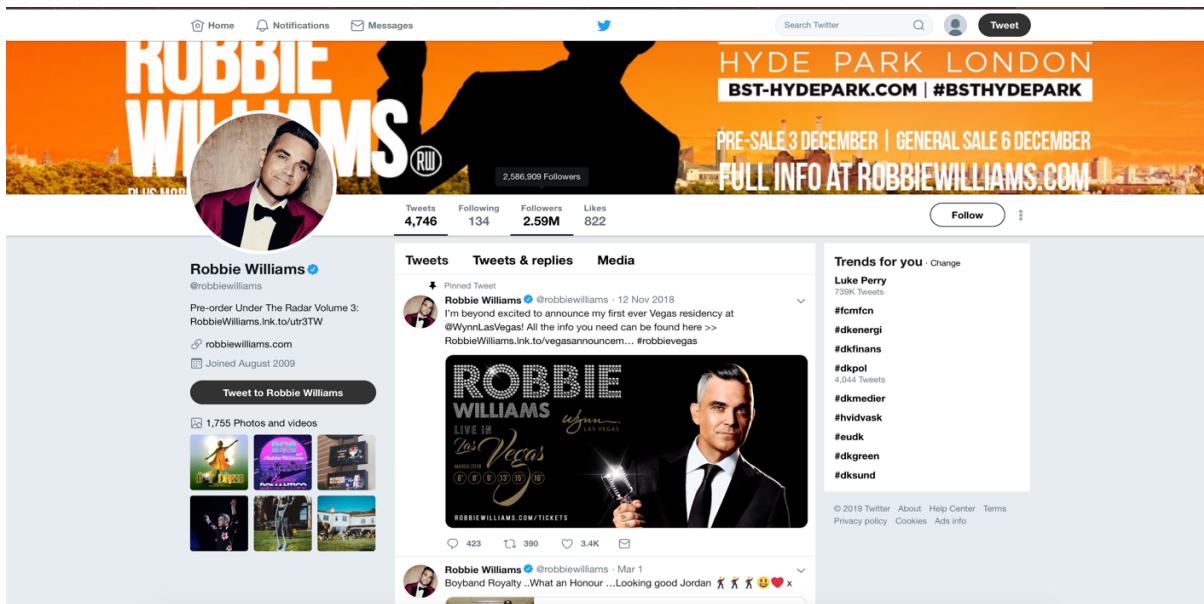 Home Notifications Messages Search Twitter Tweet
ROBBIE
WILLIAMS
RW
HYDE PARK LONDON
BST-HYDEPARK.COM | #BSTHYDEPARK
PRE-SALE 3 DECEMBER | GENERAL SALE 6 DECEMBER
FULL INFO AT ROBBIEWILLIAMS.COM
2,586,909 Followers
Tweets Following Followers Likes
4,746 134 2.59M 822
Follow
Robbie Williams
@robbiewilliams
Pre-order Under The Radar Volume 3:
RobbieWilliams.lnk.to/utr3TW
robbiewilliams.com
Joined August 2009
Tweet to Robbie Williams
1,755 Photos and videos
Tweets Tweets & replies Media
Pinned Tweet
Robbie Williams @robbiewilliams · 12 Nov 2018
I'm beyond excited to announce my first ever Vegas residency at
@WynnLasVegas! All the info you need can be found here >>
RobbieWilliams.lnk.to/vegasannouncem… #robbievegas
ROBBIE
WILLIAMS
Wynn
LAS VEGAS
LIVE IN
Las Vegas
MARCH 2019
ROBBIEWILLIAMS.COM/TICKETS
423 390 3.4K
Robbie Williams @robbiewilliams · Mar 1
Boyband Royalty ..What an Honour ...Looking good Jordan 🕺🕺🕺😃❤️ x
Trends for you · Change
Luke Perry
739K Tweets
#fcmfcn
#dkenergi
#dkfinans
#dkpol
4,044 Tweets
#dkmedier
#hvidvask
#eudk
#dkgreen
#dksund
© 2019 Twitter About Help Center Terms
Privacy policy Cookies Ads info